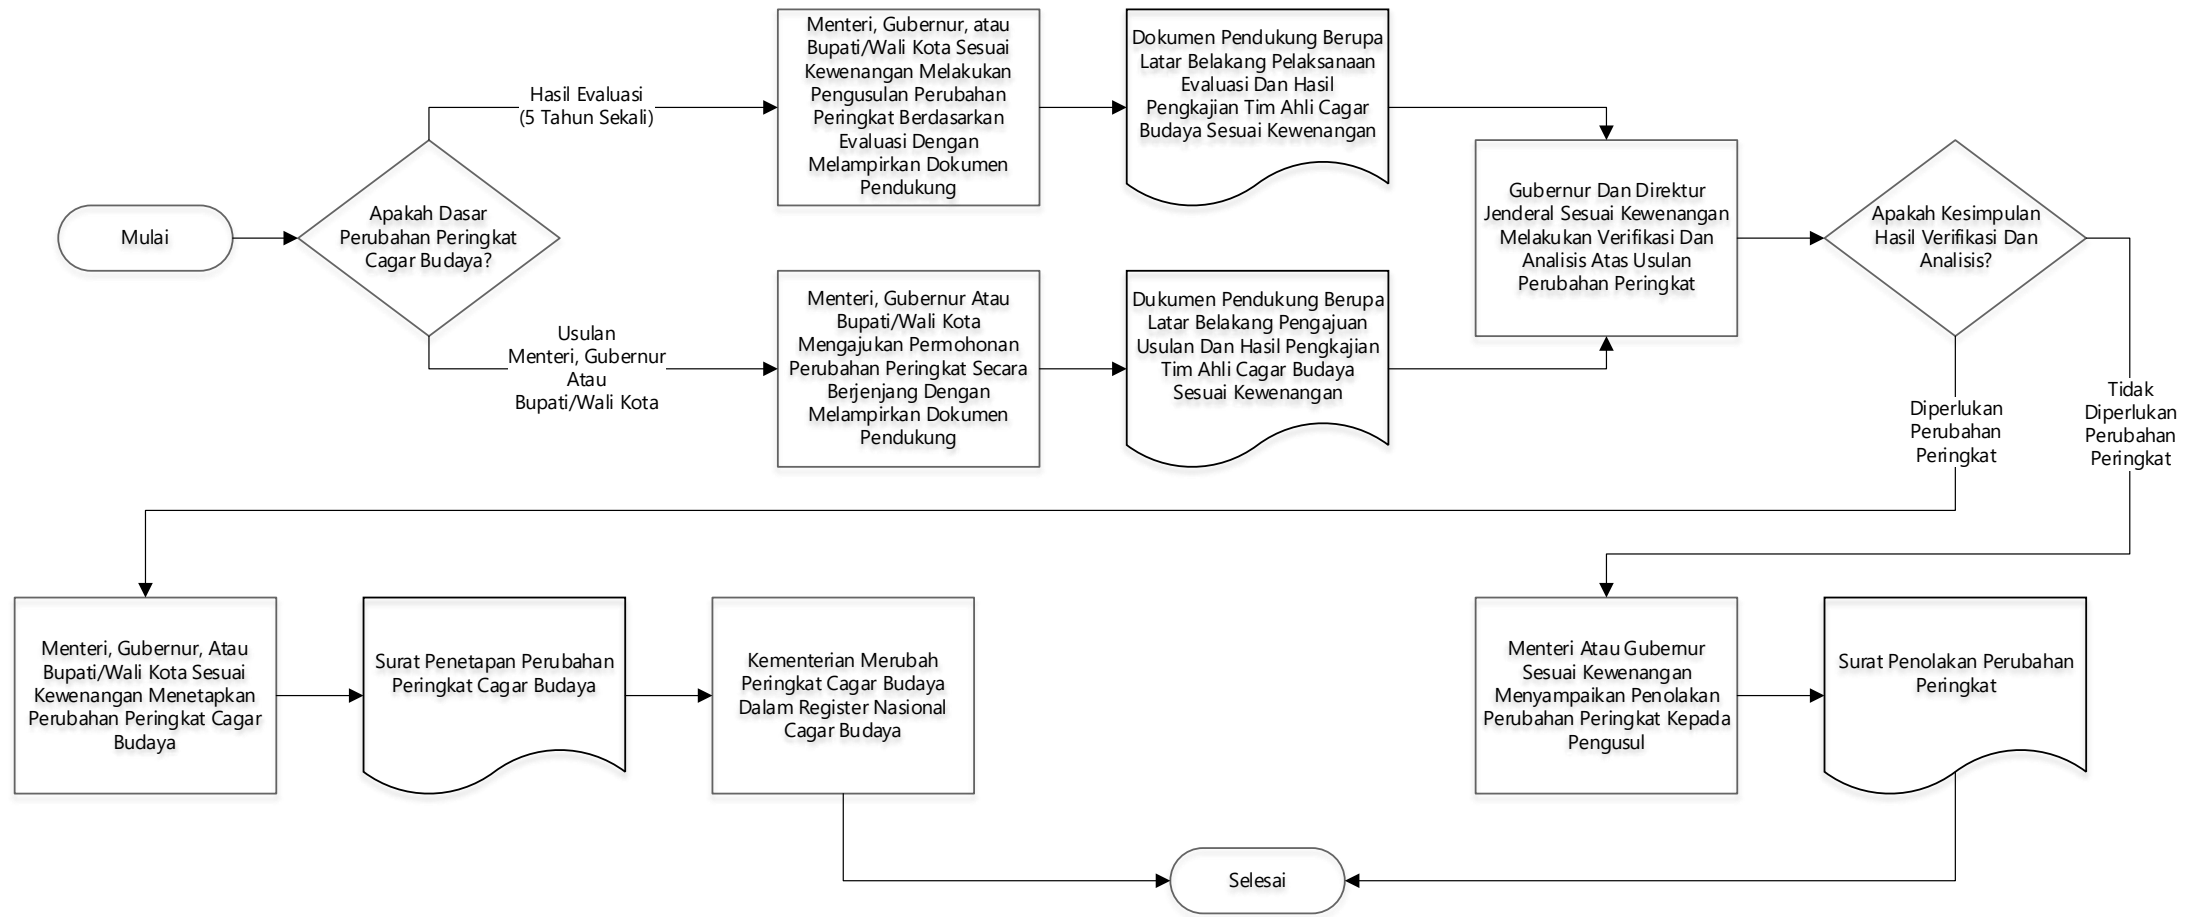 Mulai
Apakah Dasar
Perubahan Peringkat
Cagar Budaya?
Hasil Evaluasi
(5 Tahun Sekali)
Menteri, Gubernur, atau
Bupati/Wali Kota Sesuai
Kewenangan Melakukan
Pengusulan Perubahan
Peringkat Berdasarkan
Evaluasi Dengan
Melampirkan Dokumen
Pendukung
Dokumen Pendukung Berupa
Latar Belakang Pelaksanaan
Evaluasi Dan Hasil
Pengkajian Tim Ahli Cagar
Budaya Sesuai Kewenangan
Usulan
Menteri, Gubernur
Atau
Bupati/Wali Kota
Menteri, Gubernur Atau
Bupati/Wali Kota
Mengajukan Permohonan
Perubahan Peringkat Secara
Berjenjang Dengan
Melampirkan Dokumen
Pendukung
Dukumen Pendukung Berupa
Latar Belakang Pengajuan
Usulan Dan Hasil Pengkajian
Tim Ahli Cagar Budaya
Sesuai Kewenangan
Gubernur Dan Direktur
Jenderal Sesuai Kewenangan
Melakukan Verifikasi Dan
Analisis Atas Usulan
Perubahan Peringkat
Apakah Kesimpulan
Hasil Verifikasi Dan
Analisis?
Diperlukan
Perubahan
Peringkat
Tidak
Diperlukan
Perubahan
Peringkat
Menteri, Gubernur, Atau
Bupati/Wali Kota Sesuai
Kewenangan Menetapkan
Perubahan Peringkat Cagar
Budaya
Surat Penetapan Perubahan
Peringkat Cagar Budaya
Kementerian Merubah
Peringkat Cagar Budaya
Dalam Register Nasional
Cagar Budaya
Menteri Atau Gubernur
Sesuai Kewenangan
Menyampaikan Penolakan
Perubahan Peringkat Kepada
Pengusul
Surat Penolakan Perubahan
Peringkat
Selesai